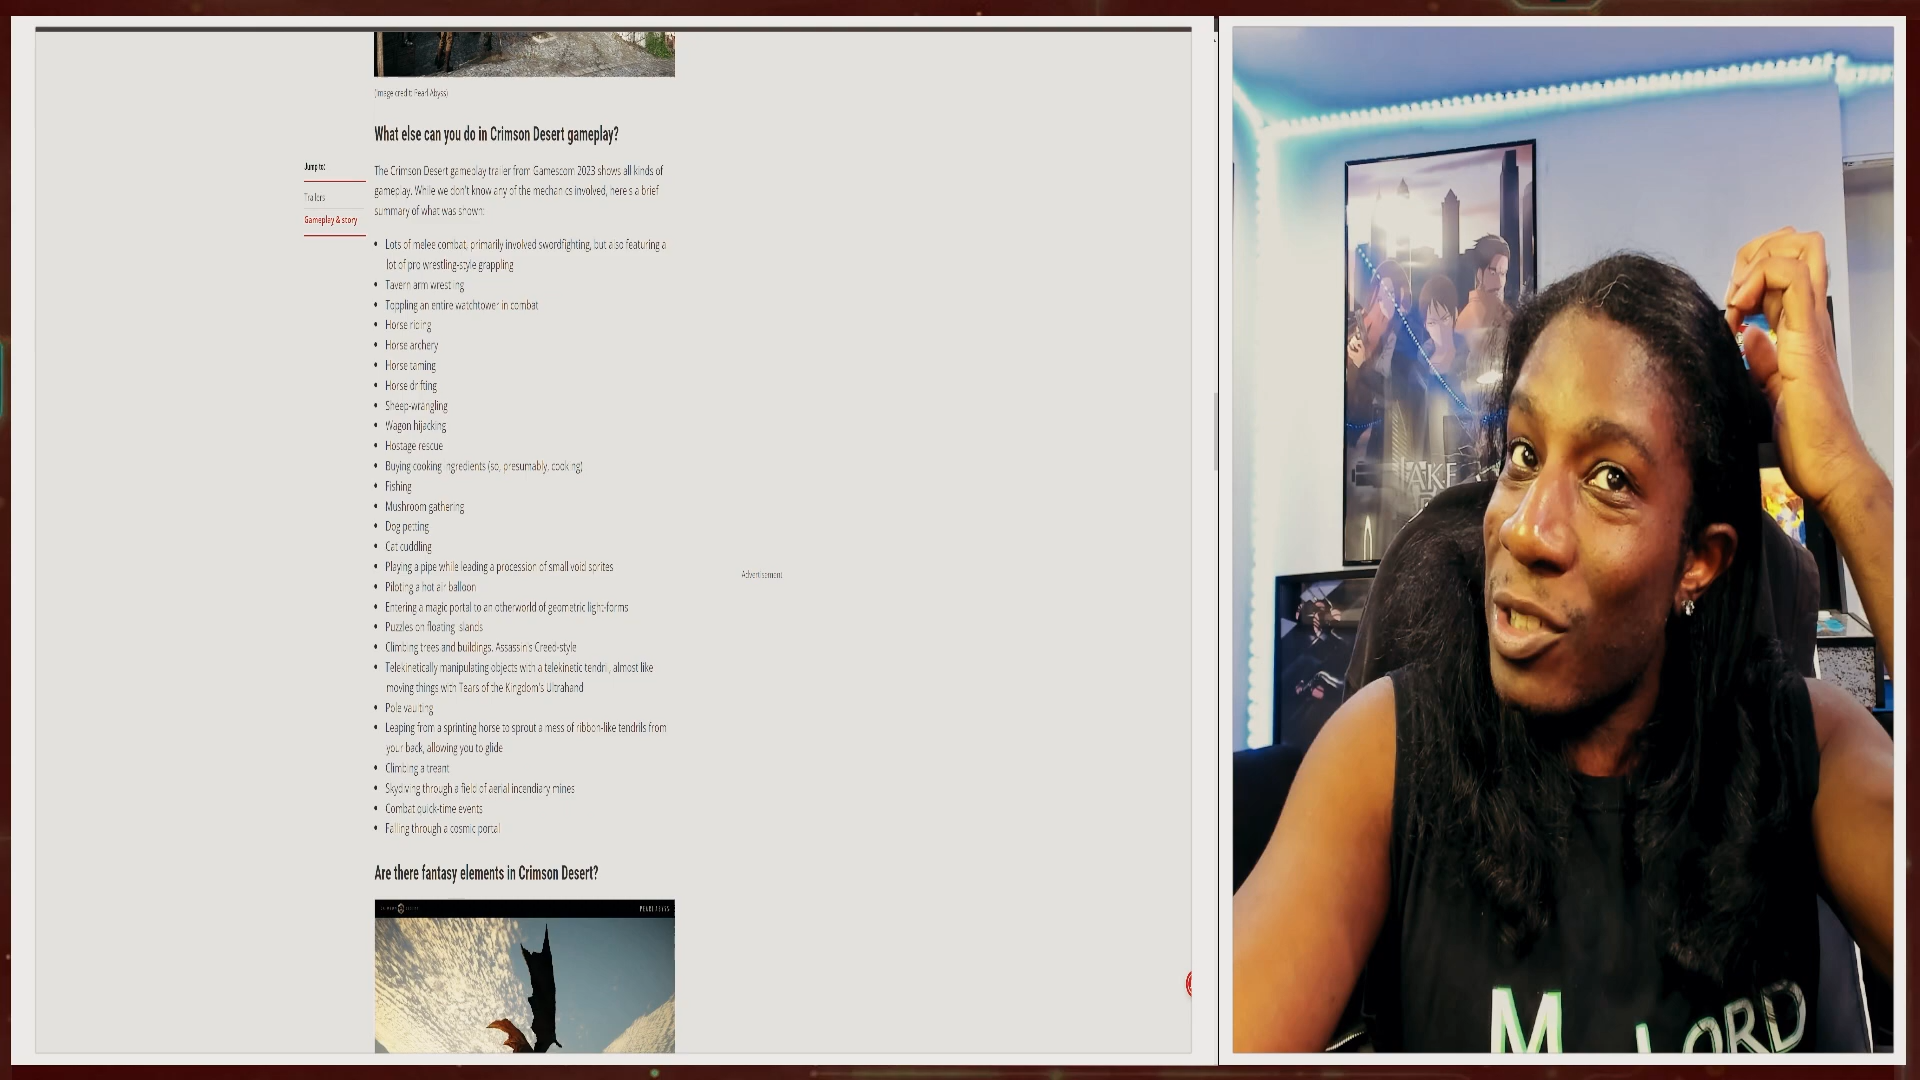 (Image credit: Pearl Abyss)
What else can you do in Crimson Desert gameplay?
Jump to:
Trailers
Gameplay & story
The Crimson Desert gameplay trailer from Gamescom 2023 shows all kinds of
gameplay. While we don't know any of the mechanics involved, here's a brief
summary of what was shown:
• Lots of melee combat, primarily involved swordfighting, but also featuring a
lot of pro wrestling-style grappling
• Tavern arm wrestling
• Toppling an entire watchtower in combat
• Horse riding
• Horse archery
• Horse taming
• Horse drifting
• Sheep-wrangling
• Wagon hijacking
• Hostage rescue
• Buying cooking ingredients (so, presumably, cooking)
• Fishing
• Mushroom gathering
• Dog petting
• Cat cuddling
• Playing a pipe while leading a procession of small void sprites
• Piloting a hot air balloon
• Entering a magic portal to an otherworld of geometric light-forms
• Puzzles on floating islands
• Climbing trees and buildings, Assassin's Creed-style
• Telekinetically manipulating objects with a telekinetic tendril, almost like
moving things with Tears of the Kingdom's Ultrahand
• Pole vaulting
• Leaping from a sprinting horse to sprout a mess of ribbon-like tendrils from
your back, allowing you to glide
• Climbing a treant
• Skydiving through a field of aerial incendiary mines
• Combat quick-time events
• Falling through a cosmic portal
Advertisement
Are there fantasy elements in Crimson Desert?
PEARL ABYSS